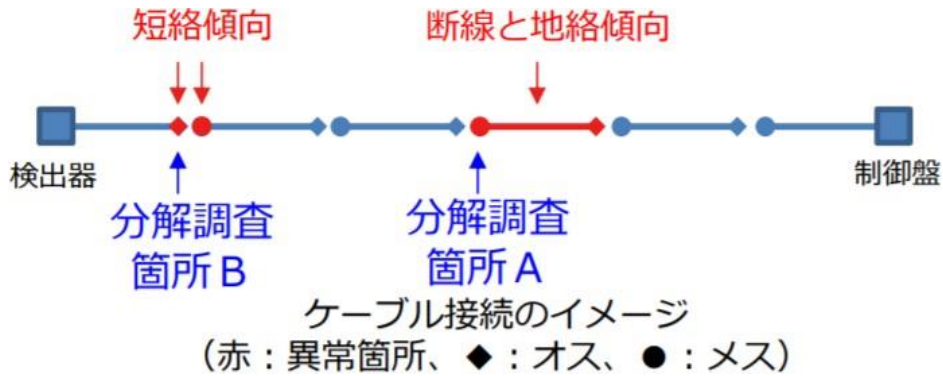 短絡傾向
断線と地絡傾向
検出器
制御盤
分解調査
箇所B
分解調査
箇所A
ケーブル接続のイメージ
(赤:異常箇所、◆:オス、●:メス)